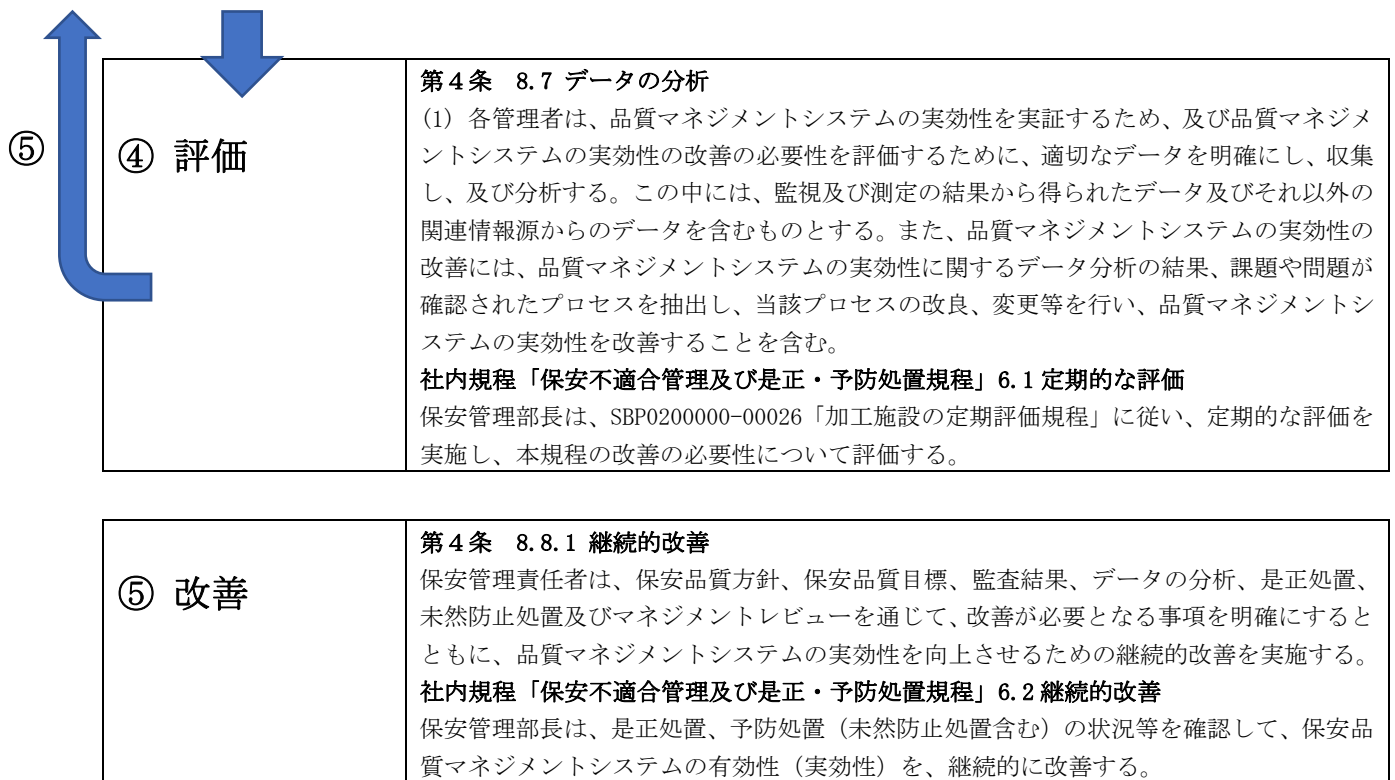 ⑤
④ 評価
第4条　8.7 データの分析
(1) 各管理者は、品質マネジメントシステムの実効性を実証するため、及び品質マネジメ
ントシステムの実効性の改善の必要性を評価するために、適切なデータを明確にし、収集
し、及び分析する。この中には、監視及び測定の結果から得られたデータ及びそれ以外の
関連情報源からのデータを含むものとする。また、品質マネジメントシステムの実効性の
改善には、品質マネジメントシステムの実効性に関するデータ分析の結果、課題や問題が
確認されたプロセスを抽出し、当該プロセスの改良、変更等を行い、品質マネジメントシ
ステムの実効性を改善することを含む。
社内規程「保安不適合管理及び是正・予防処置規程」6.1 定期的な評価
保安管理部長は、SBP0200000-00026「加工施設の定期評価規程」に従い、定期的な評価を
実施し、本規程の改善の必要性について評価する。
⑤ 改善
第4条　8.8.1 継続的改善
保安管理責任者は、保安品質方針、保安品質目標、監査結果、データの分析、是正処置、
未然防止処置及びマネジメントレビューを通じて、改善が必要となる事項を明確にすると
ともに、品質マネジメントシステムの実効性を向上させるための継続的改善を実施する。
社内規程「保安不適合管理及び是正・予防処置規程」6.2 継続的改善
保安管理部長は、是正処置、予防処置（未然防止処置含む）の状況等を確認して、保安品
質マネジメントシステムの有効性（実効性）を、継続的に改善する。